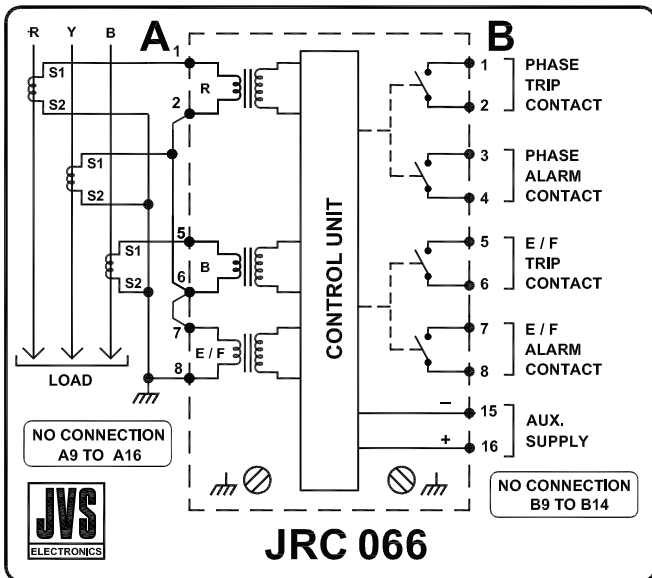 R Y B
A
B
S1
S2
S1
S2
S1
S2
1
2
5
6
7
8
R
B
E / F
CONTROL UNIT
1
2
PHASE
TRIP
CONTACT
3
4
PHASE
ALARM
CONTACT
5
6
E / F
TRIP
CONTACT
7
8
E / F
ALARM
CONTACT
− 15
+ 16
AUX.
SUPPLY
LOAD
NO CONNECTION
A9 TO A16
NO CONNECTION
B9 TO B14
JVS
ELECTRONICS
JRC 066